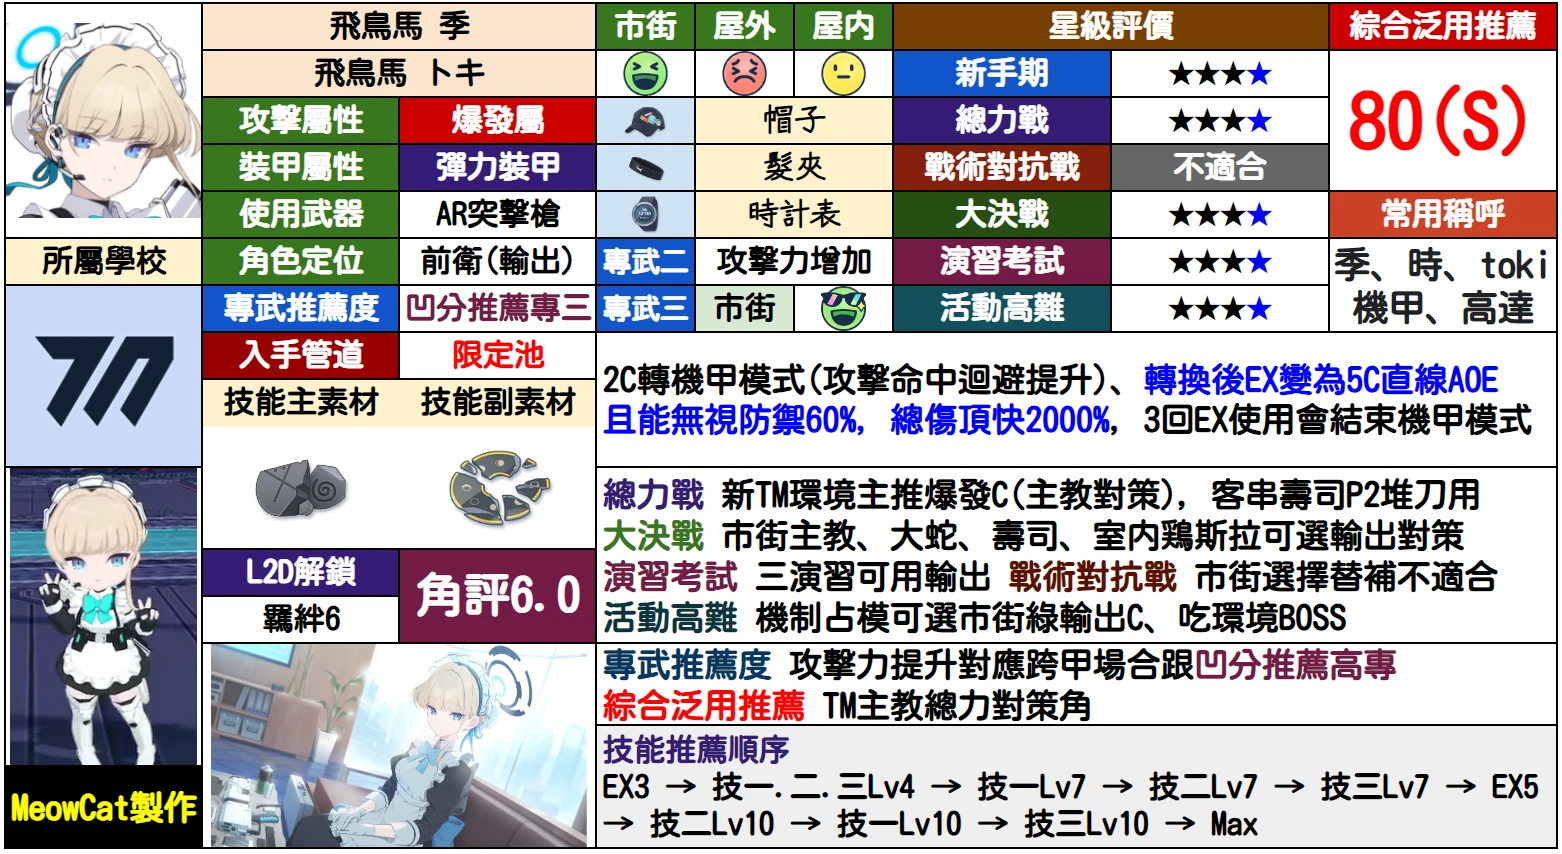 飛鳥馬 季
市街
屋外
屋内
星級評價
綜合泛用推薦
飛鳥馬 トキ
新手期
★★★★
80(S)
攻擊屬性
爆發屬
帽子
總力戰
★★★★
裝甲屬性
彈力裝甲
髮夾
戰術對抗戰
不適合
使用武器
AR突擊槍
時計表
大決戰
★★★★
常用稱呼
所屬學校
角色定位
前衛(輸出)
專武二
攻擊力增加
演習考試
★★★★
季、時、toki
機甲、高達
專武推薦度
凹分推薦專三
專武三
市街
活動高難
★★★★
入手管道
限定池
技能主素材
技能副素材
2C轉機甲模式(攻擊命中迴避提升)、轉換後EX變為5C直線AOE
且能無視防禦60%, 總傷頂快2000%, 3回EX使用會結束機甲模式
總力戰 新TM環境主推爆發C(主教對策), 客串壽司P2堆刀用
大決戰 市街主教、大蛇、壽司、室內鶏斯拉可選輸出對策
演習考試 三演習可用輸出 戰術對抗戰 市街選擇替補不適合
活動高難 機制占模可選市街綠輸出C、吃環境BOSS
L2D解鎖
羈絆6
角評6.0
專武推薦度 攻擊力提升對應跨甲場合跟凹分推薦高專
綜合泛用推薦 TM主教總力對策角
技能推薦順序
EX3 → 技一.二.三Lv4 → 技一Lv7 → 技二Lv7 → 技三Lv7 → EX5
→ 技二Lv10 → 技一Lv10 → 技三Lv10 → Max
MeowCat製作